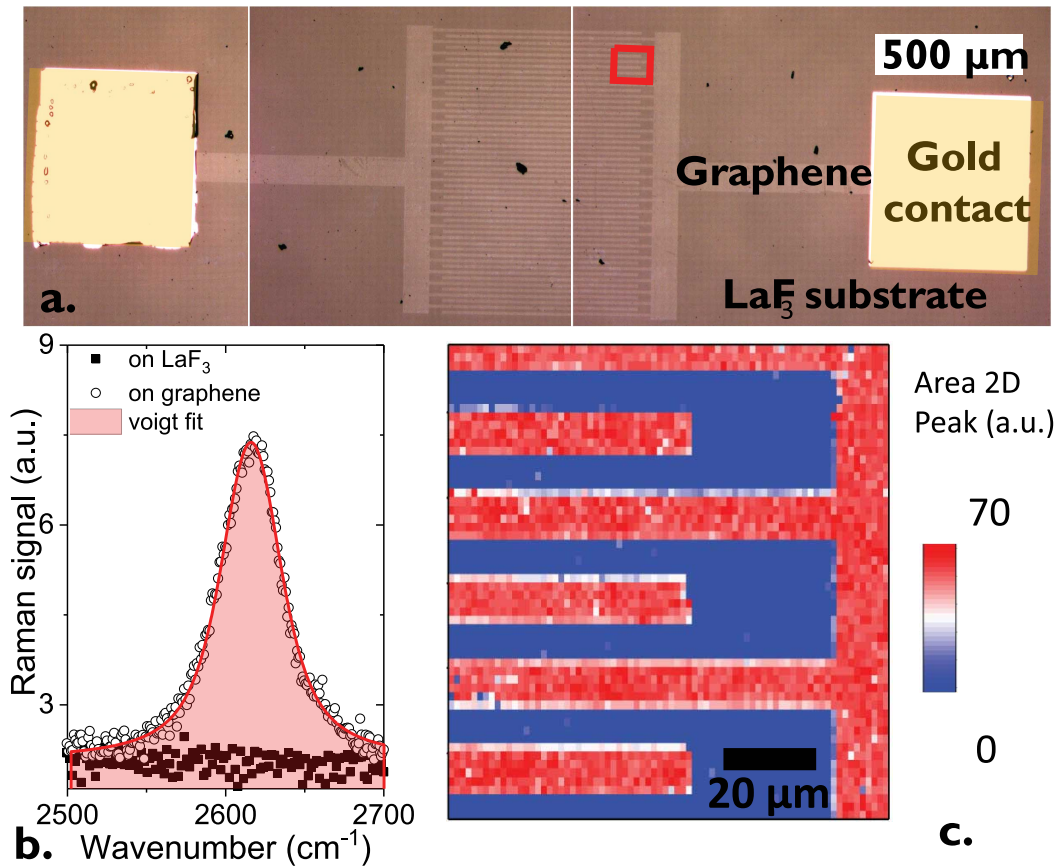 500 μm
Graphene
Gold
contact
LaF₃ substrate
a.
9
6
3
Raman signal (a.u.)
on LaF₃
on graphene
voigt fit
2500
2600
2700
Wavenumber (cm⁻¹)
b.
Area 2D
Peak (a.u.)
70
0
20 μm
c.